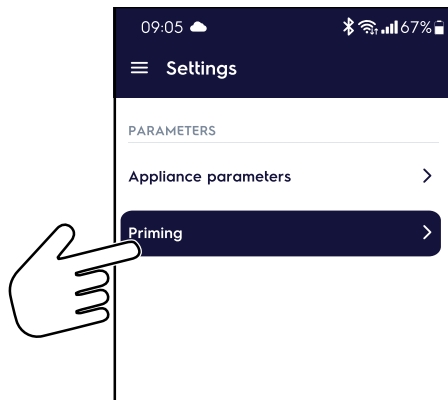 09:05 67%
Settings
PARAMETERS
Appliance parameters
Priming